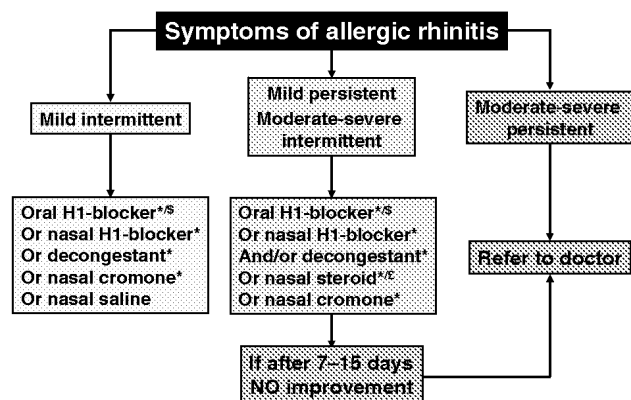 Symptoms of allergic rhinitis
Mild intermittent
Mild persistent
Moderate-severe
intermittent
Moderate-severe
persistent
Oral H1-blocker*/$
Or nasal H1-blocker*
Or decongestant*
Or nasal cromone*
Or nasal saline
Oral H1-blocker*/$
Or nasal H1-blocker*
And/or decongestant*
Or nasal steroid*/£
Or nasal cromone*
Refer to doctor
If after 7–15 days
NO improvement